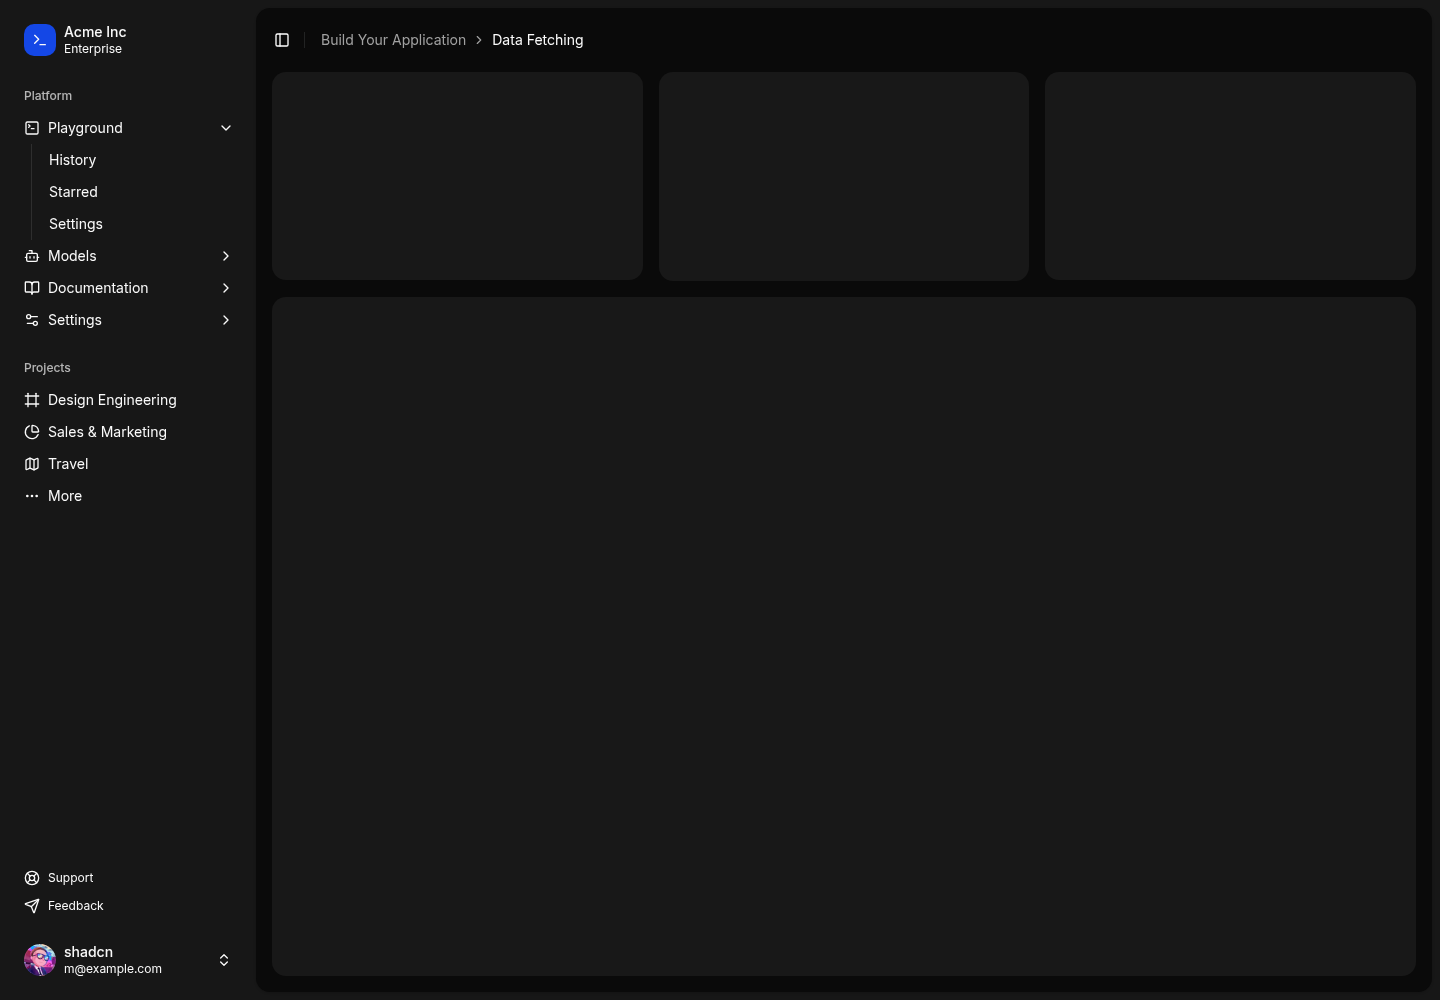 Acme Inc
Enterprise
Platform
Playground
History
Starred
Settings
Models
Documentation
Settings
Projects
Design Engineering
Sales & Marketing
Travel
More
Support
Feedback
shadcn
m@example.com
Build Your Application
Data Fetching